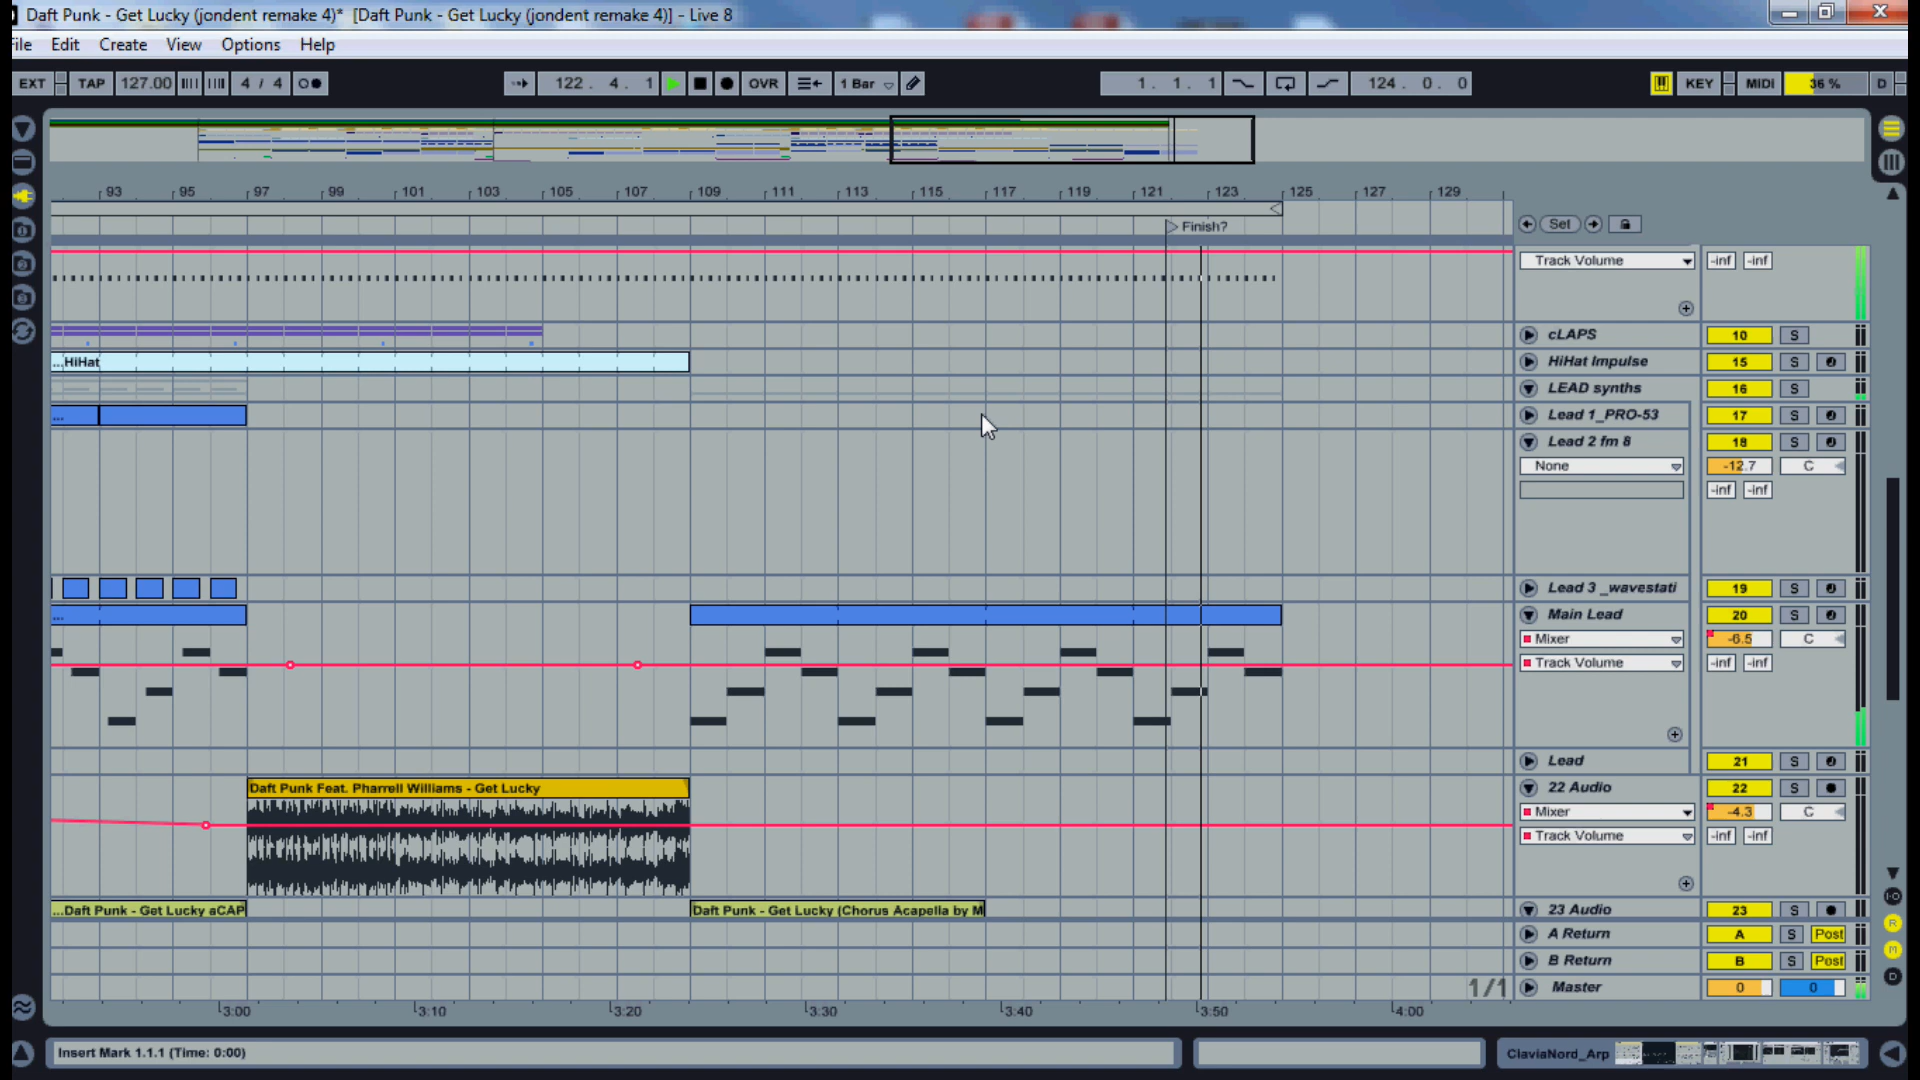 Daft Punk - Get Lucky (jondent remake 4)* [Daft Punk - Get Lucky (jondent remake 4)] - Live 8
ile Edit Create View Options Help
EXT TAP 127.00 4 / 4 122. 4. 1 OVR 1 Bar 1. 1. 1 124. 0. 0 KEY MIDI 36 % D
93 95 97 99 101 103 105 107 109 111 113 115 117 119 121 123 125 127 129
Finish? Set
Track Volume -inf -inf
cLAPS 10 S
...HiHat HiHat Impulse 15 S
LEAD synths 16 S
... Lead 1_PRO-53 17 S
Lead 2 fm 8 18 S
None -12.7 C
-inf -inf
Lead 3 _wavestati 19 S
... Main Lead 20 S
Mixer -6.5 C
Track Volume -inf -inf
Lead 21 S
Daft Punk Feat. Pharrell Williams - Get Lucky 22 Audio 22 S
Mixer -4.3 C
Track Volume -inf -inf
...Daft Punk - Get Lucky aCAP Daft Punk - Get Lucky (Chorus Acapella by M 23 Audio 23 S
A Return A S Post
B Return B S Post
1/1 Master 0 0
3:00 3:10 3:20 3:30 3:40 3:50 4:00
Insert Mark 1.1.1 (Time: 0:00) ClaviaNord_Arp